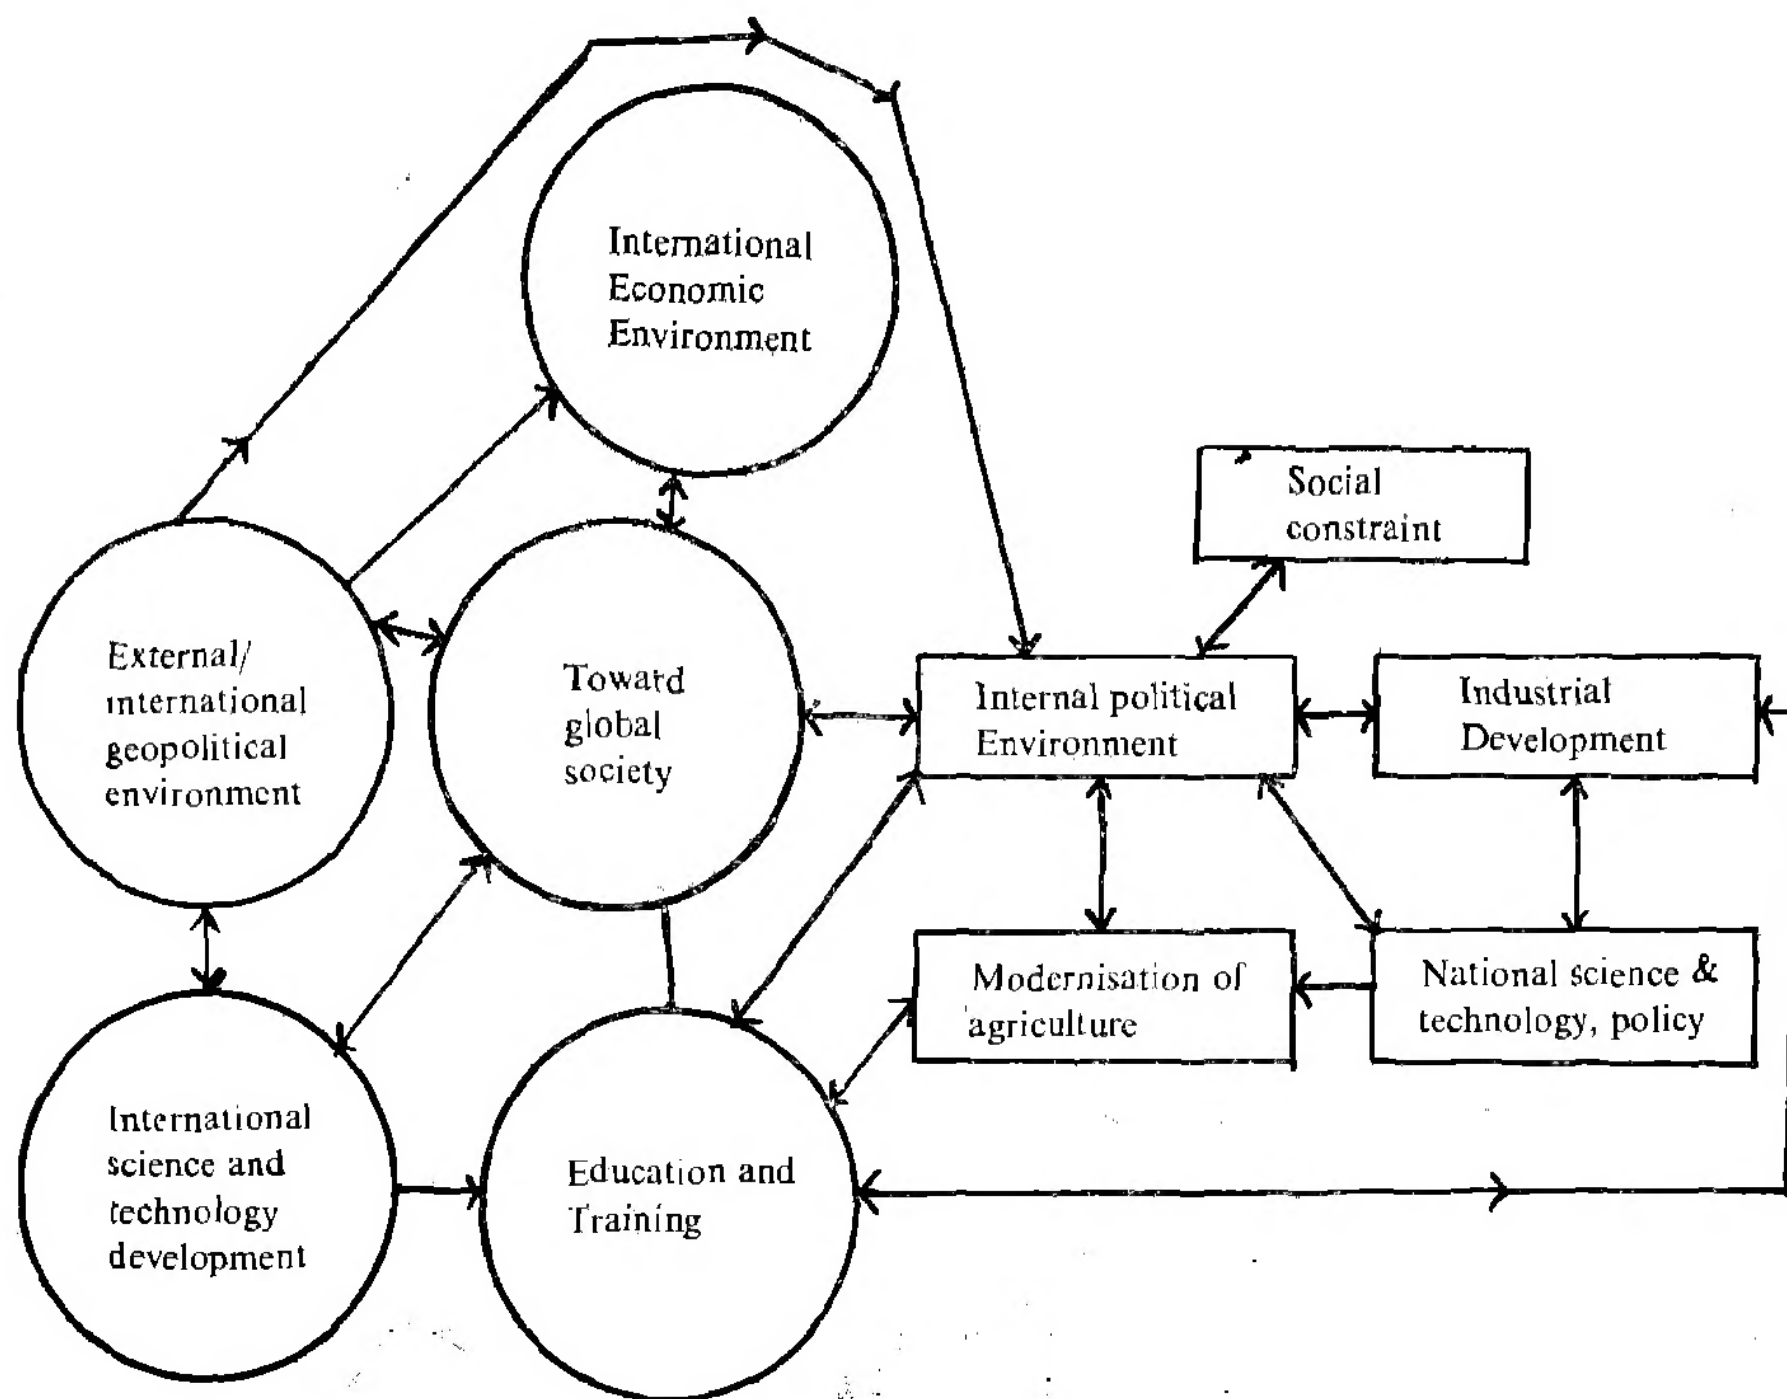 International
Economic
Environment
Social
constraint
External/
international
geopolitical
environment
Toward
global
society
Internal political
Environment
Industrial
Development
Modernisation of
agriculture
National science &
technology, policy
International
science and
technology
development
Education and
Training